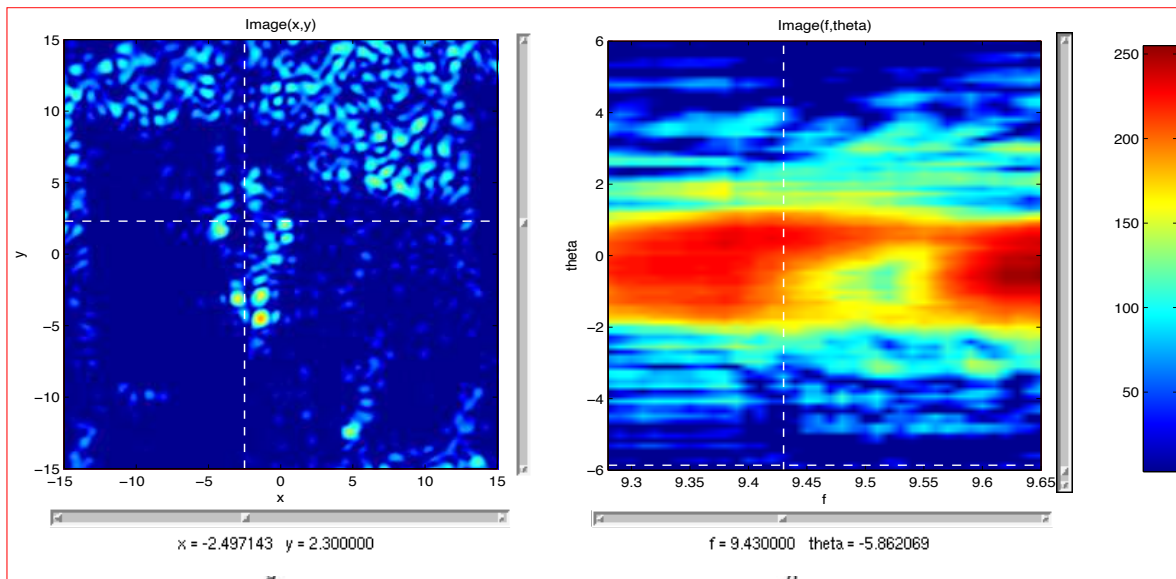 Image(x,y)
15
10
5
0
−5
−10
−15
y
−15 −10 −5 0 5 10 15
x
x = -2.497143 y = 2.300000
Image(f,theta)
6
4
2
0
−2
−4
−6
theta
9.3 9.4 9.45 9.5 9.55 9.6 9.65
f
f = 9.430000 theta = -5.862069
250
200
150
100
50